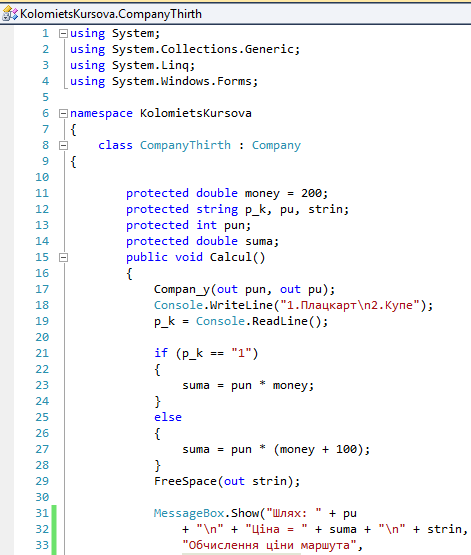 KolomietsKursova.CompanyThirth
1 using System;
2 using System.Collections.Generic;
3 using System.Linq;
4 using System.Windows.Forms;
5
6 namespace KolomietsKursova
7 {
8 class CompanyThirth : Company
9 {
10
11 protected double money = 200;
12 protected string p_k, pu, strin;
13 protected int pun;
14 protected double suma;
15 public void Calcul()
16 {
17 Compan_y(out pun, out pu);
18 Console.WriteLine("1.Плацкарт\n2.Купе");
19 p_k = Console.ReadLine();
20
21 if (p_k == "1")
22 {
23 suma = pun * money;
24 }
25 else
26 {
27 suma = pun * (money + 100);
28 }
29 FreeSpace(out strin);
30
31 MessageBox.Show("Шлях: " + pu
32 + "\n" + "Ціна = " + suma + "\n" + strin,
33 "Обчислення ціни маршута",